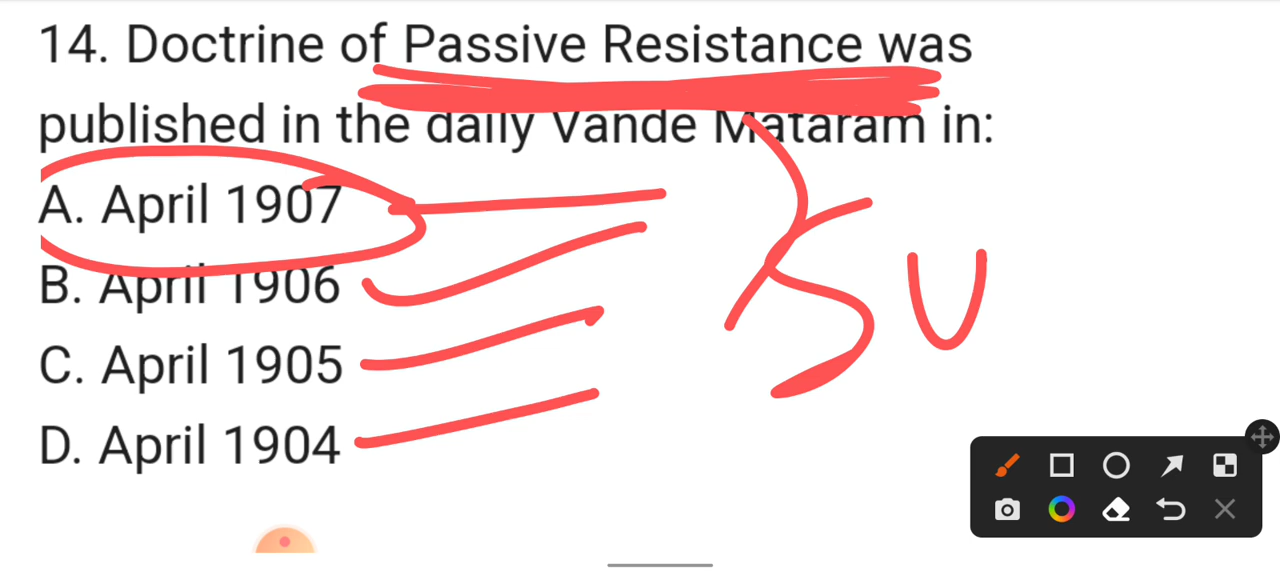 14. Doctrine of Passive Resistance was
published in the daily Vande Mataram in:
A. April 1907
B. April 1906
C. April 1905
D. April 1904